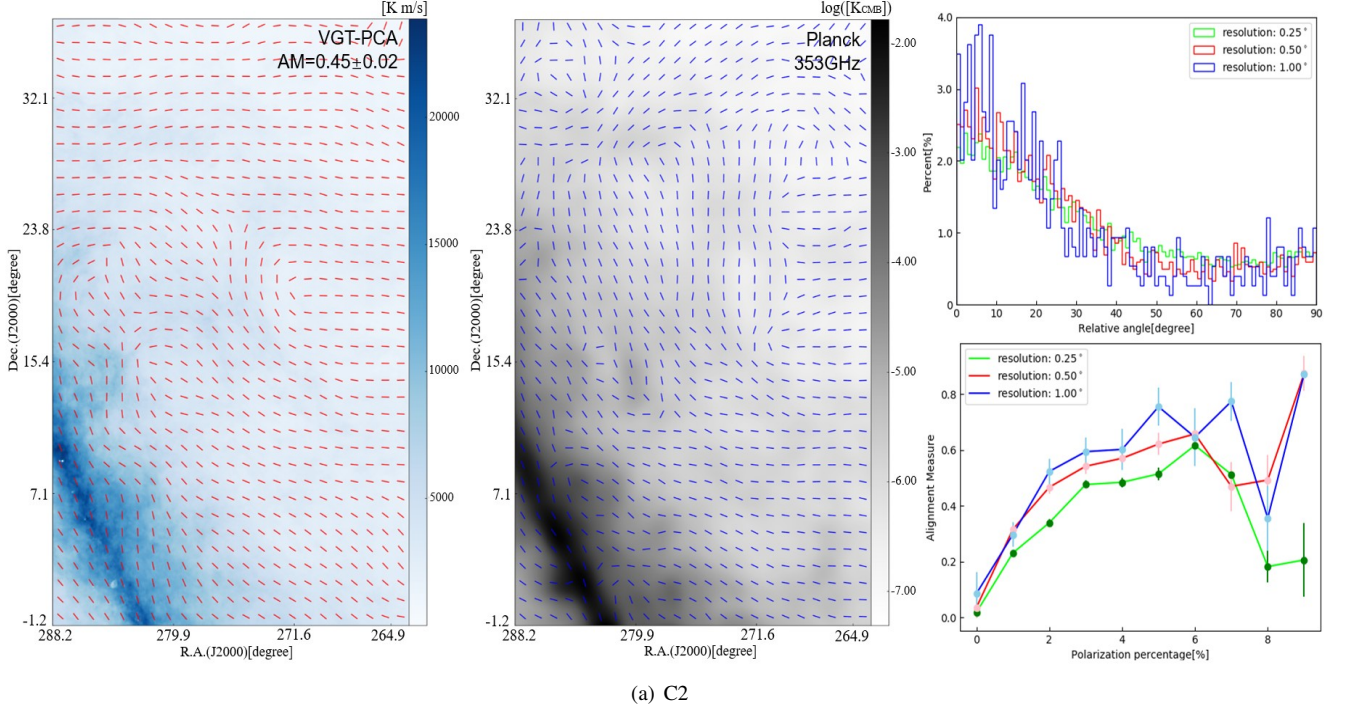 [K m/s]
VGT-PCA
AM=0.45±0.02
32.1
23.8
15.4
7.1
-1.2
Dec.(J2000)[degree]
288.2 279.9 271.6 264.9
R.A.(J2000)[degree]
20000
15000
10000
5000
log([KCMB])
Planck
353GHz
32.1
23.8
15.4
7.1
-1.2
Dec.(J2000)[degree]
288.2 279.9 271.6 264.9
R.A.(J2000)[degree]
-2.00
-3.00
-4.00
-5.00
-6.00
-7.00
4.0
3.0
2.0
1.0
0
Percent[%]
resolution: 0.25°
resolution: 0.50°
resolution: 1.00°
0 10 20 30 40 50 60 70 80 90
Relative angle[degree]
resolution: 0.25°
resolution: 0.50°
resolution: 1.00°
0.8
0.6
0.4
0.2
0.0
Alignment Measure
0 2 4 6 8
Polarization percentage[%]
(a) C2